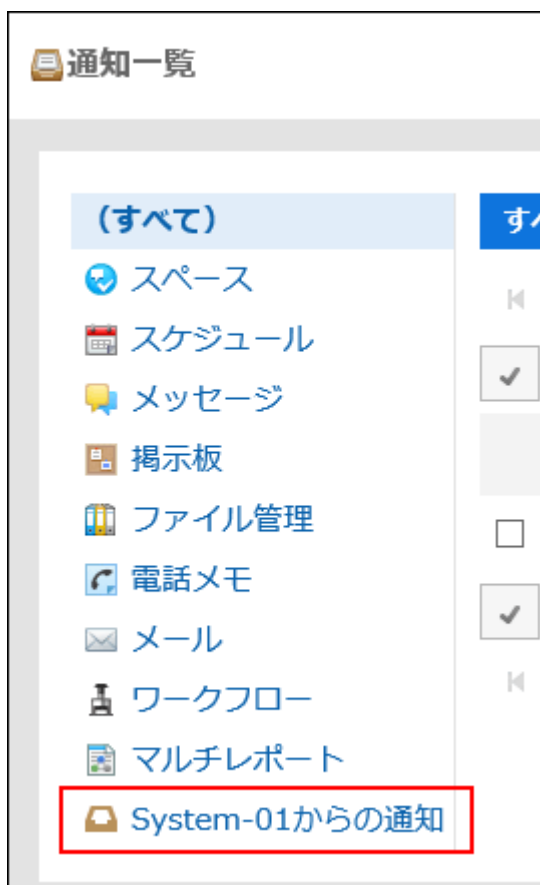 通知一覧
（すべて）
スペース
スケジュール
メッセージ
掲示板
ファイル管理
電話メモ
メール
ワークフロー
マルチレポート
System-01からの通知